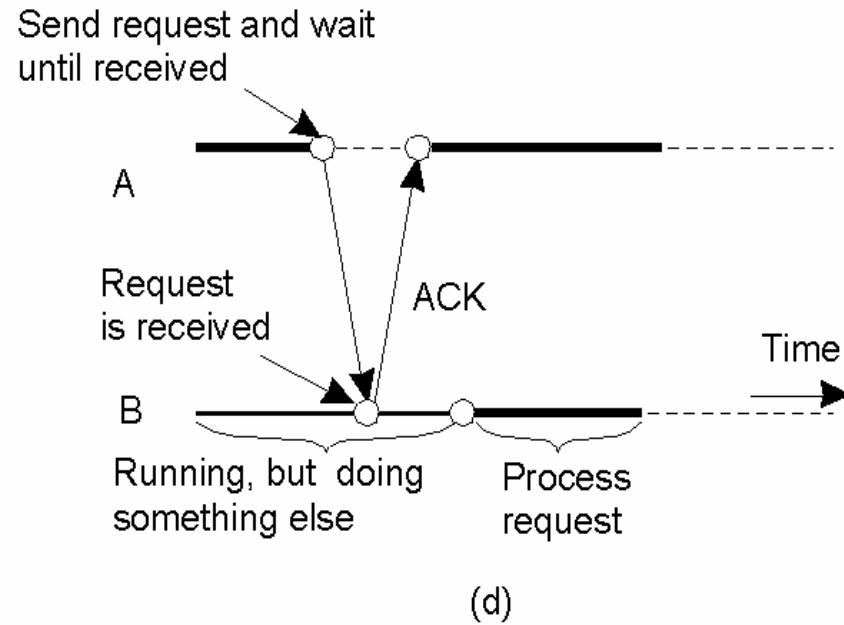 Send request and wait
until received
A
Request
is received
ACK
Time
B
Running, but doing
something else
Process
request
(d)